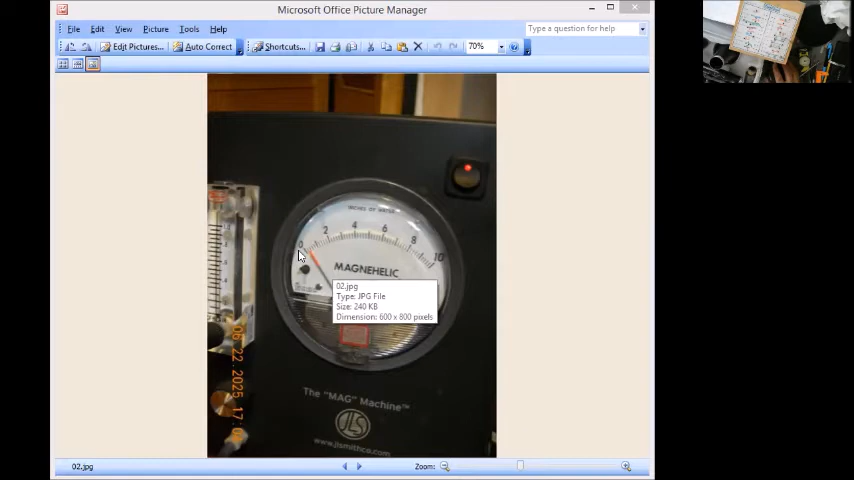 Microsoft Office Picture Manager
File Edit View Picture Tools Help
Type a question for help
Edit Pictures...
Auto Correct
Shortcuts...
70%
INCHES OF WATER
0 2 4 6 8 10
MAGNEHELIC
02.jpg
Type: JPG File
Size: 240 KB
Dimension: 600 x 800 pixels
06 22 2025 17:
The "MAG" Machine™
JLS
www.jlsmithco.com
02.jpg
Zoom: